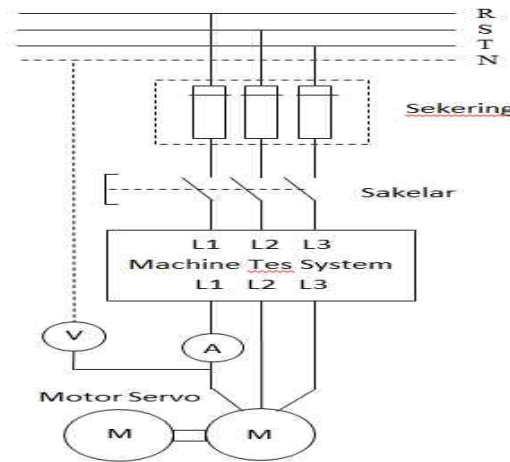 R
S
T
N
Sekering
Sakelar
L1 L2 L3
Machine Tes System
L1 L2 L3
V
A
Motor Servo
M M